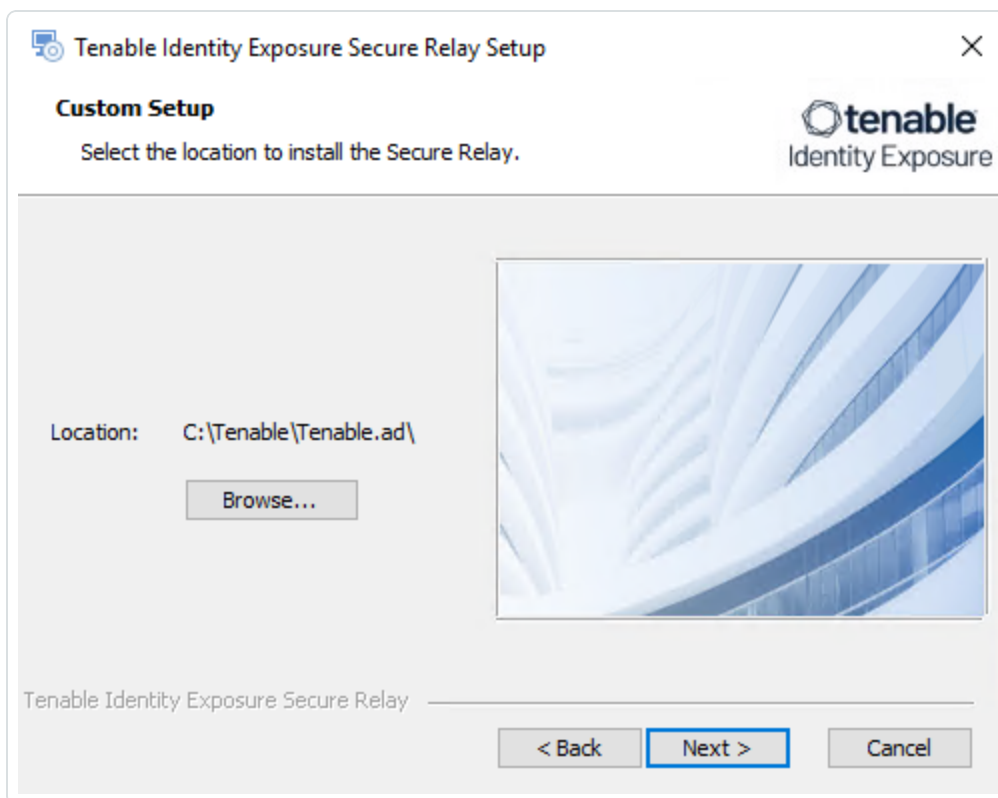 Tenable Identity Exposure Secure Relay Setup
Custom Setup
Select the location to install the Secure Relay.
tenable
Identity Exposure
Location: C:\Tenable\Tenable.ad\
Browse...
Tenable Identity Exposure Secure Relay
< Back Next > Cancel